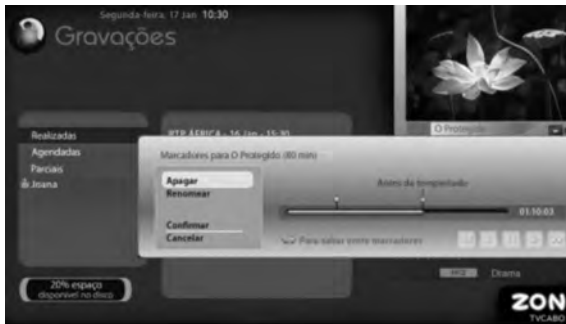 Segunda-feira, 17 Jan 10:30
Gravações
Realizadas
Agendadas
Parciais
Joana
RTP ÁFRICA - 16 Jan - 15:30
O Protegido
Marcadores para O Protegido (80 min)
Apagar
Renomear
Confirmar
Cancelar
Antes da tempestade
01:10:03
Para saltar entre marcadores
Drama
20% espaço
disponível no disco
ZON
TVCABO